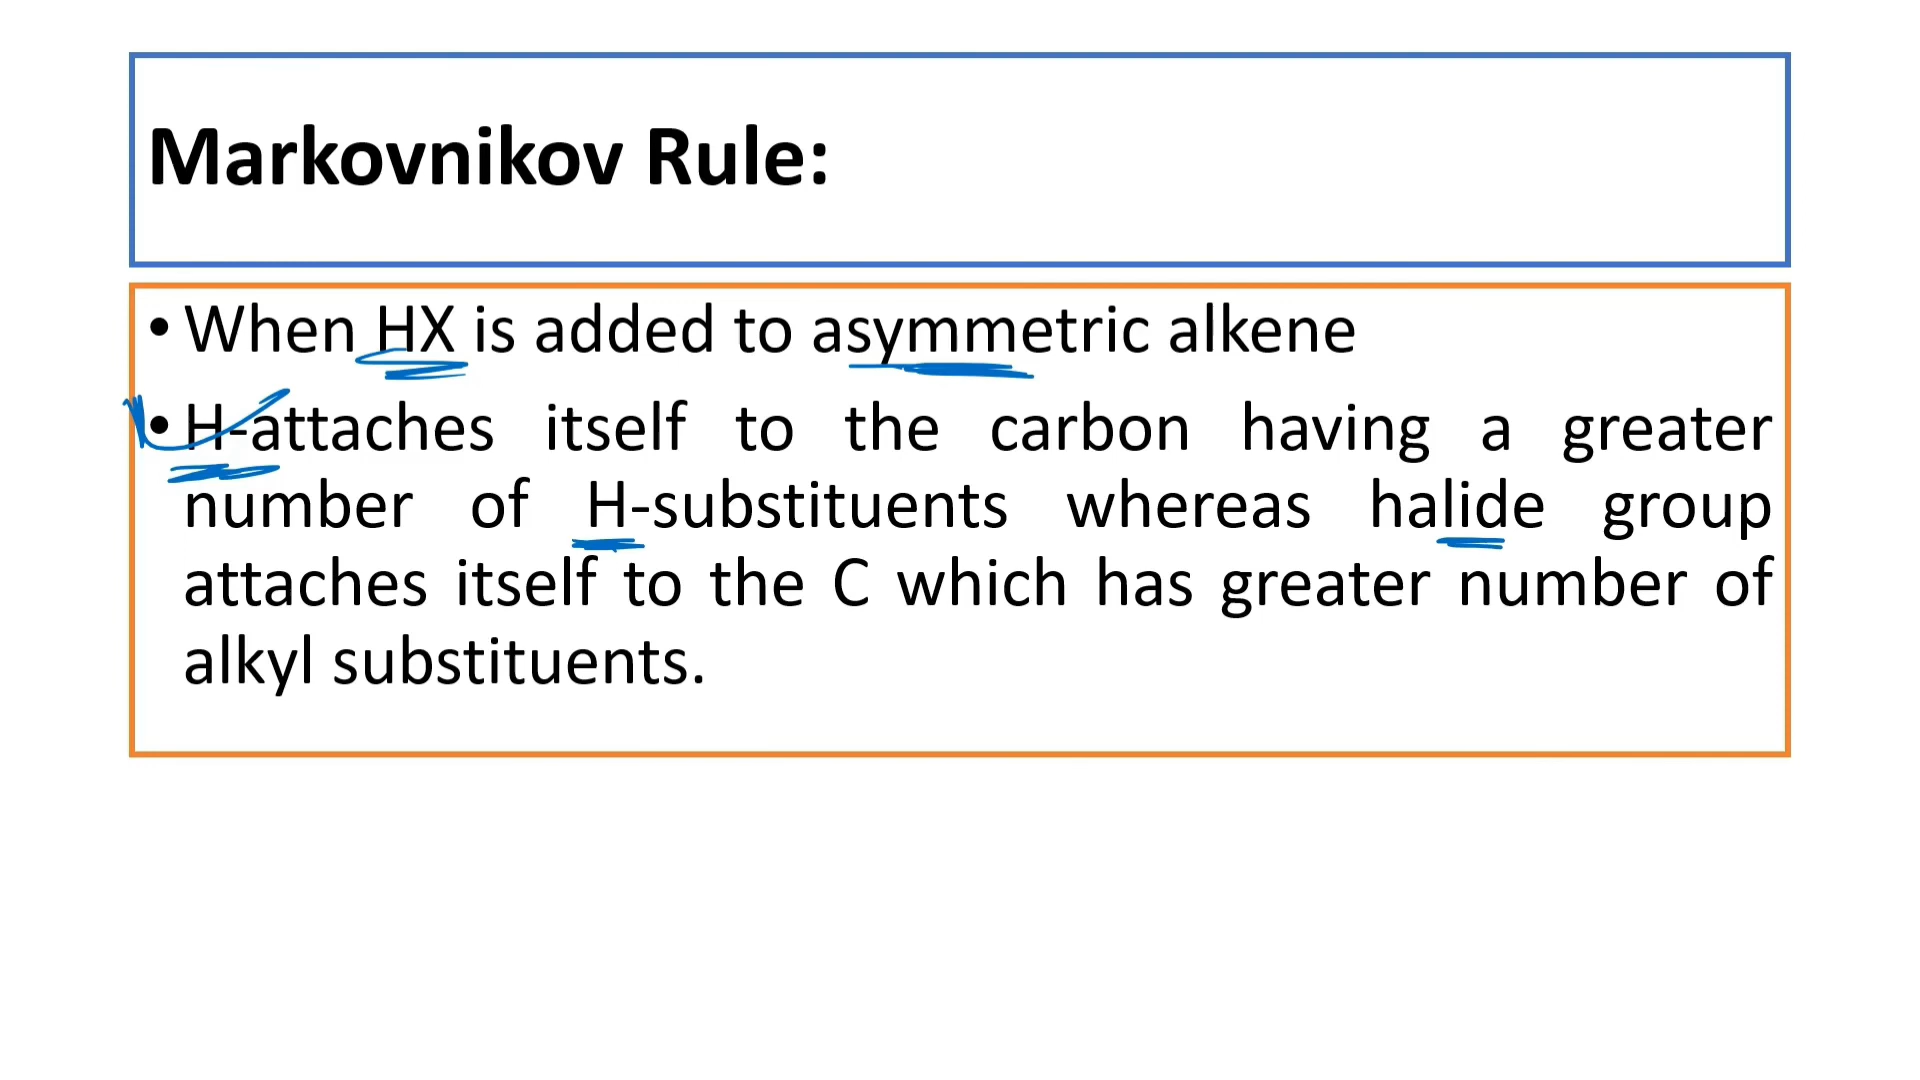 Markovnikov Rule:
• When HX is added to asymmetric alkene
• H-attaches itself to the carbon having a greater
number of H-substituents whereas halide group
attaches itself to the C which has greater number of
alkyl substituents.